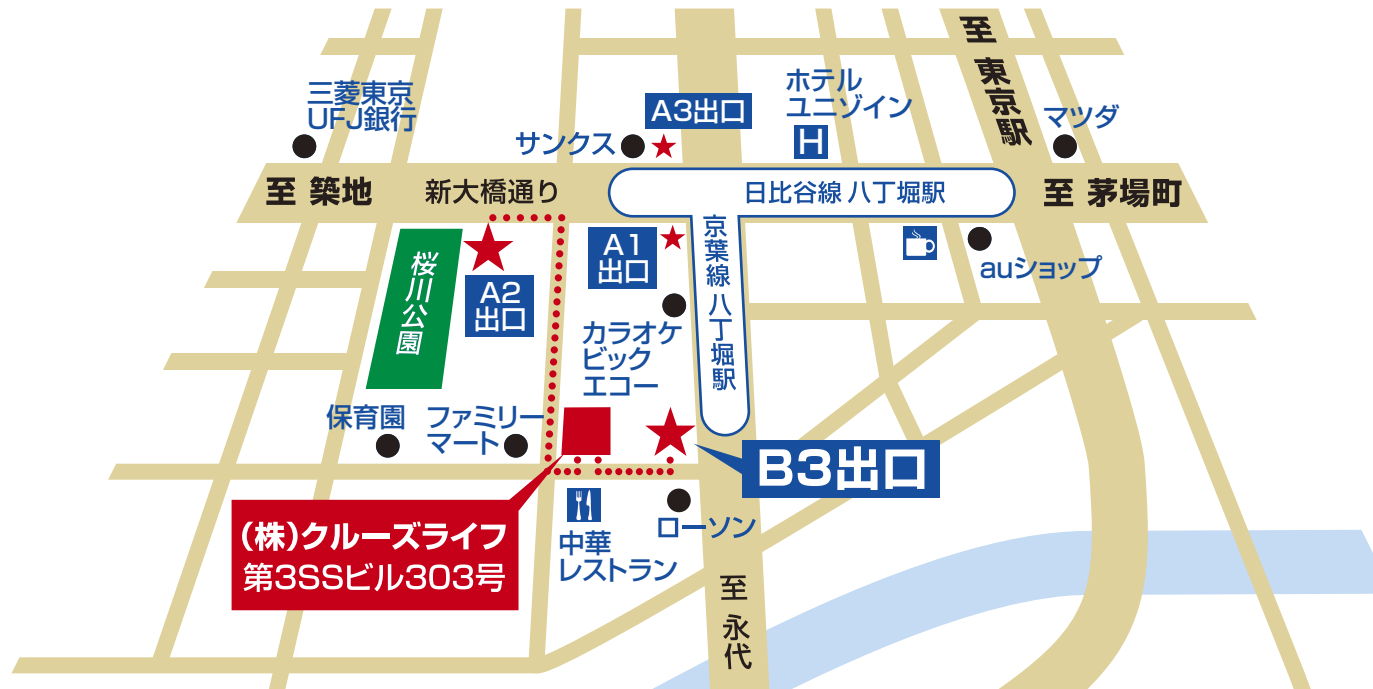 至 東京駅
三菱東京
UFJ銀行
サンクス
A3出口
ホテル
ユニゾイン
H
マツダ
至 築地
新大橋通り
日比谷線 八丁堀駅
至 茅場町
桜川公園
A2
出口
A1
出口
京葉線 八丁堀駅
auショップ
カラオケ
ビック
エコー
保育園
ファミリー
マート
B3出口
(株)クルーズライフ
第3SSビル303号
中華
レストラン
ローソン
至 永代